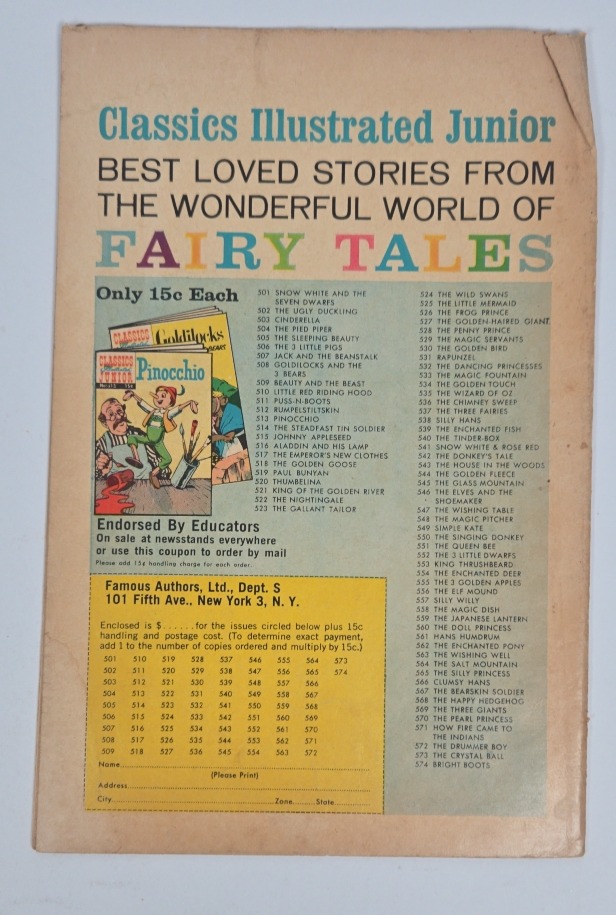 Classics Illustrated Junior
BEST LOVED STORIES FROM
THE WONDERFUL WORLD OF
FAIRY TALES
Only 15c Each
CLASSICS
Goldilocks
BEARS
CLASSICS
Illustrated
JUNIOR
15¢
Pinocchio
Endorsed By Educators
On sale at newsstands everywhere
or use this coupon to order by mail
Please add 15¢ handling charge for each order.
501 SNOW WHITE AND THE
SEVEN DWARFS
502 THE UGLY DUCKLING
503 CINDERELLA
504 THE PIED PIPER
505 THE SLEEPING BEAUTY
506 THE 3 LITTLE PIGS
507 JACK AND THE BEANSTALK
508 GOLDILOCKS AND THE
3 BEARS
509 BEAUTY AND THE BEAST
510 LITTLE RED RIDING HOOD
511 PUSS-N-BOOTS
512 RUMPELSTILTSKIN
513 PINOCCHIO
514 THE STEADFAST TIN SOLDIER
515 JOHNNY APPLESEED
516 ALADDIN AND HIS LAMP
517 THE EMPEROR'S NEW CLOTHES
518 THE GOLDEN GOOSE
519 PAUL BUNYAN
520 THUMBELINA
521 KING OF THE GOLDEN RIVER
522 THE NIGHTINGALE
523 THE GALLANT TAILOR
524 THE WILD SWANS
525 THE LITTLE MERMAID
526 THE FROG PRINCE
527 THE GOLDEN-HAIRED GIANT
528 THE PENNY PRINCE
529 THE MAGIC SERVANTS
530 THE GOLDEN BIRD
531 RAPUNZEL
532 THE DANCING PRINCESSES
533 THE MAGIC FOUNTAIN
534 THE GOLDEN TOUCH
535 THE WIZARD OF OZ
536 THE CHIMNEY SWEEP
537 THE THREE FAIRIES
538 SILLY HANS
539 THE ENCHANTED FISH
540 THE TINDER-BOX
541 SNOW WHITE & ROSE RED
542 THE DONKEY'S TALE
543 THE HOUSE IN THE WOODS
544 THE GOLDEN FLEECE
545 THE GLASS MOUNTAIN
546 THE ELVES AND THE
SHOEMAKER
547 THE WISHING TABLE
548 THE MAGIC PITCHER
549 SIMPLE KATE
550 THE SINGING DONKEY
551 THE QUEEN BEE
552 THE 3 LITTLE DWARFS
553 KING THRUSHBEARD
554 THE ENCHANTED DEER
555 THE 3 GOLDEN APPLES
556 THE ELF MOUND
557 SILLY WILLY
558 THE MAGIC DISH
559 THE JAPANESE LANTERN
560 THE DOLL PRINCESS
561 HANS HUMDRUM
562 THE ENCHANTED PONY
563 THE WISHING WELL
564 THE SALT MOUNTAIN
565 THE SILLY PRINCESS
566 CLUMSY HANS
567 THE BEARSKIN SOLDIER
568 THE HAPPY HEDGEHOG
569 THE THREE GIANTS
570 THE PEARL PRINCESS
571 HOW FIRE CAME TO
THE INDIANS
572 THE DRUMMER BOY
573 THE CRYSTAL BALL
574 BRIGHT BOOTS
Famous Authors, Ltd., Dept. S
101 Fifth Ave., New York 3, N. Y.
Enclosed is $......for the issues circled below plus 15c
handling and postage cost. (To determine exact payment,
add 1 to the number of copies ordered and multiply by 15c.)
501 510 519 528 537 546 555 564 573
502 511 520 529 538 547 556 565 574
503 512 521 530 539 548 557 566
504 513 522 531 540 549 558 567
505 514 523 532 541 550 559 568
506 515 524 533 542 551 560 569
507 516 525 534 543 552 561 570
508 517 526 535 544 553 562 571
509 518 527 536 545 554 563 572
Name
(Please Print)
Address
City Zone State